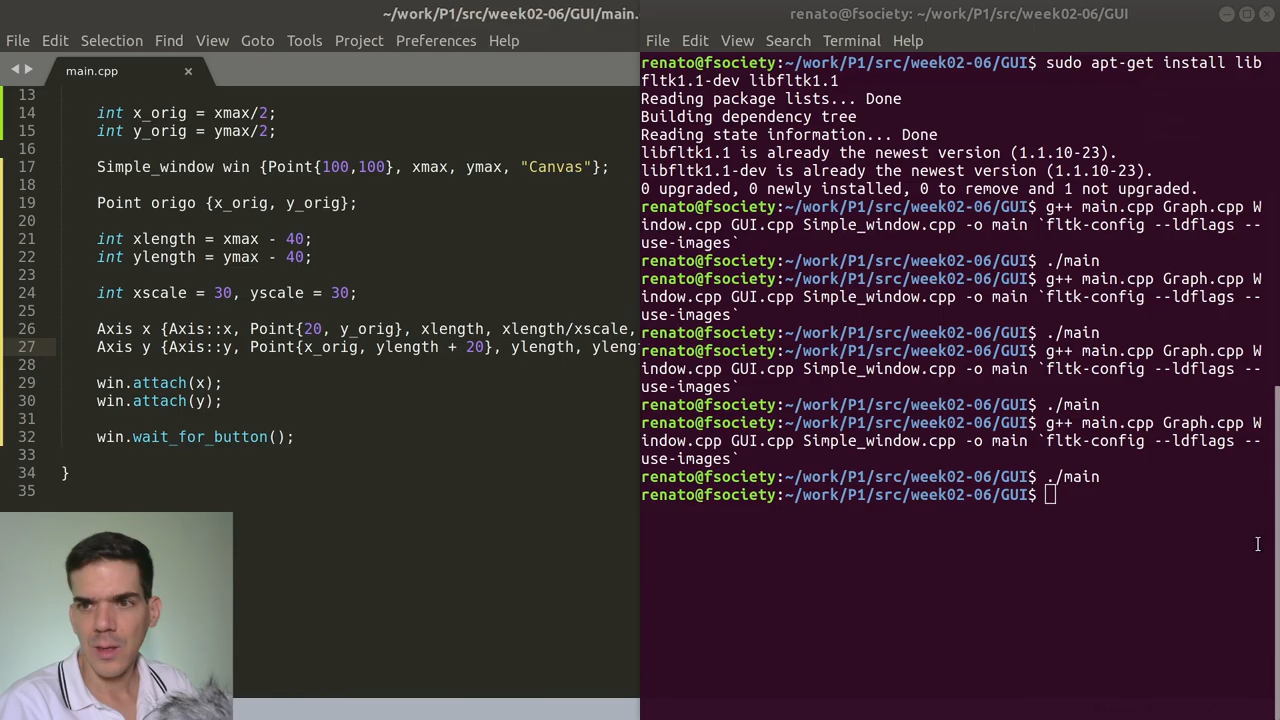 ~/work/P1/src/week02-06/GUI/main.
File Edit Selection Find View Goto Tools Project Preferences Help
main.cpp ×
13
14 int x_orig = xmax/2;
15 int y_orig = ymax/2;
16
17 Simple_window win {Point{100,100}, xmax, ymax, "Canvas"};
18
19 Point origo {x_orig, y_orig};
20
21 int xlength = xmax - 40;
22 int ylength = ymax - 40;
23
24 int xscale = 30, yscale = 30;
25
26 Axis x {Axis::x, Point{20, y_orig}, xlength, xlength/xscale,
27 Axis y {Axis::y, Point{x_orig, ylength + 20}, ylength, yleng
28
29 win.attach(x);
30 win.attach(y);
31
32 win.wait_for_button();
33
34 }
35
renato@fsociety: ~/work/P1/src/week02-06/GUI
File Edit View Search Terminal Help
renato@fsociety:~/work/P1/src/week02-06/GUI$ sudo apt-get install lib
fltk1.1-dev libfltk1.1
Reading package lists... Done
Building dependency tree
Reading state information... Done
libfltk1.1 is already the newest version (1.1.10-23).
libfltk1.1-dev is already the newest version (1.1.10-23).
0 upgraded, 0 newly installed, 0 to remove and 1 not upgraded.
renato@fsociety:~/work/P1/src/week02-06/GUI$ g++ main.cpp Graph.cpp W
indow.cpp GUI.cpp Simple_window.cpp -o main `fltk-config --ldflags --
use-images`
renato@fsociety:~/work/P1/src/week02-06/GUI$ ./main
renato@fsociety:~/work/P1/src/week02-06/GUI$ g++ main.cpp Graph.cpp W
indow.cpp GUI.cpp Simple_window.cpp -o main `fltk-config --ldflags --
use-images`
renato@fsociety:~/work/P1/src/week02-06/GUI$ ./main
renato@fsociety:~/work/P1/src/week02-06/GUI$ g++ main.cpp Graph.cpp W
indow.cpp GUI.cpp Simple_window.cpp -o main `fltk-config --ldflags --
use-images`
renato@fsociety:~/work/P1/src/week02-06/GUI$ ./main
renato@fsociety:~/work/P1/src/week02-06/GUI$ g++ main.cpp Graph.cpp W
indow.cpp GUI.cpp Simple_window.cpp -o main `fltk-config --ldflags --
use-images`
renato@fsociety:~/work/P1/src/week02-06/GUI$ ./main
renato@fsociety:~/work/P1/src/week02-06/GUI$